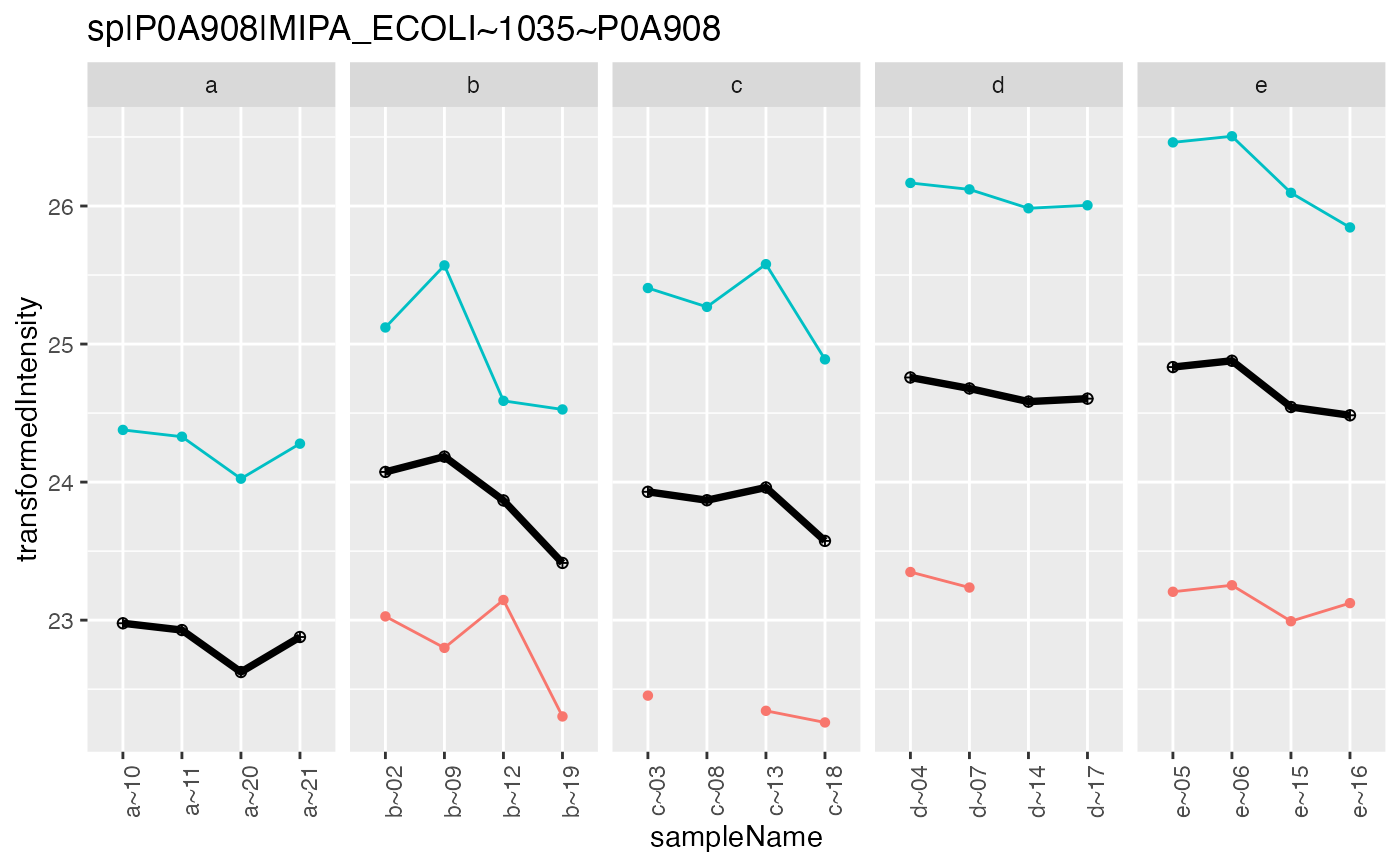 sp|P0A908|MIPA_ECOLI~1035~P0A908
a b c d e
transformedIntensity
26
25
24
23
a~10 a~11 a~20 a~21 b~02 b~09 b~12 b~19 c~03 c~08 c~13 c~18 d~04 d~07 d~14 d~17 e~05 e~06 e~15 e~16
sampleName